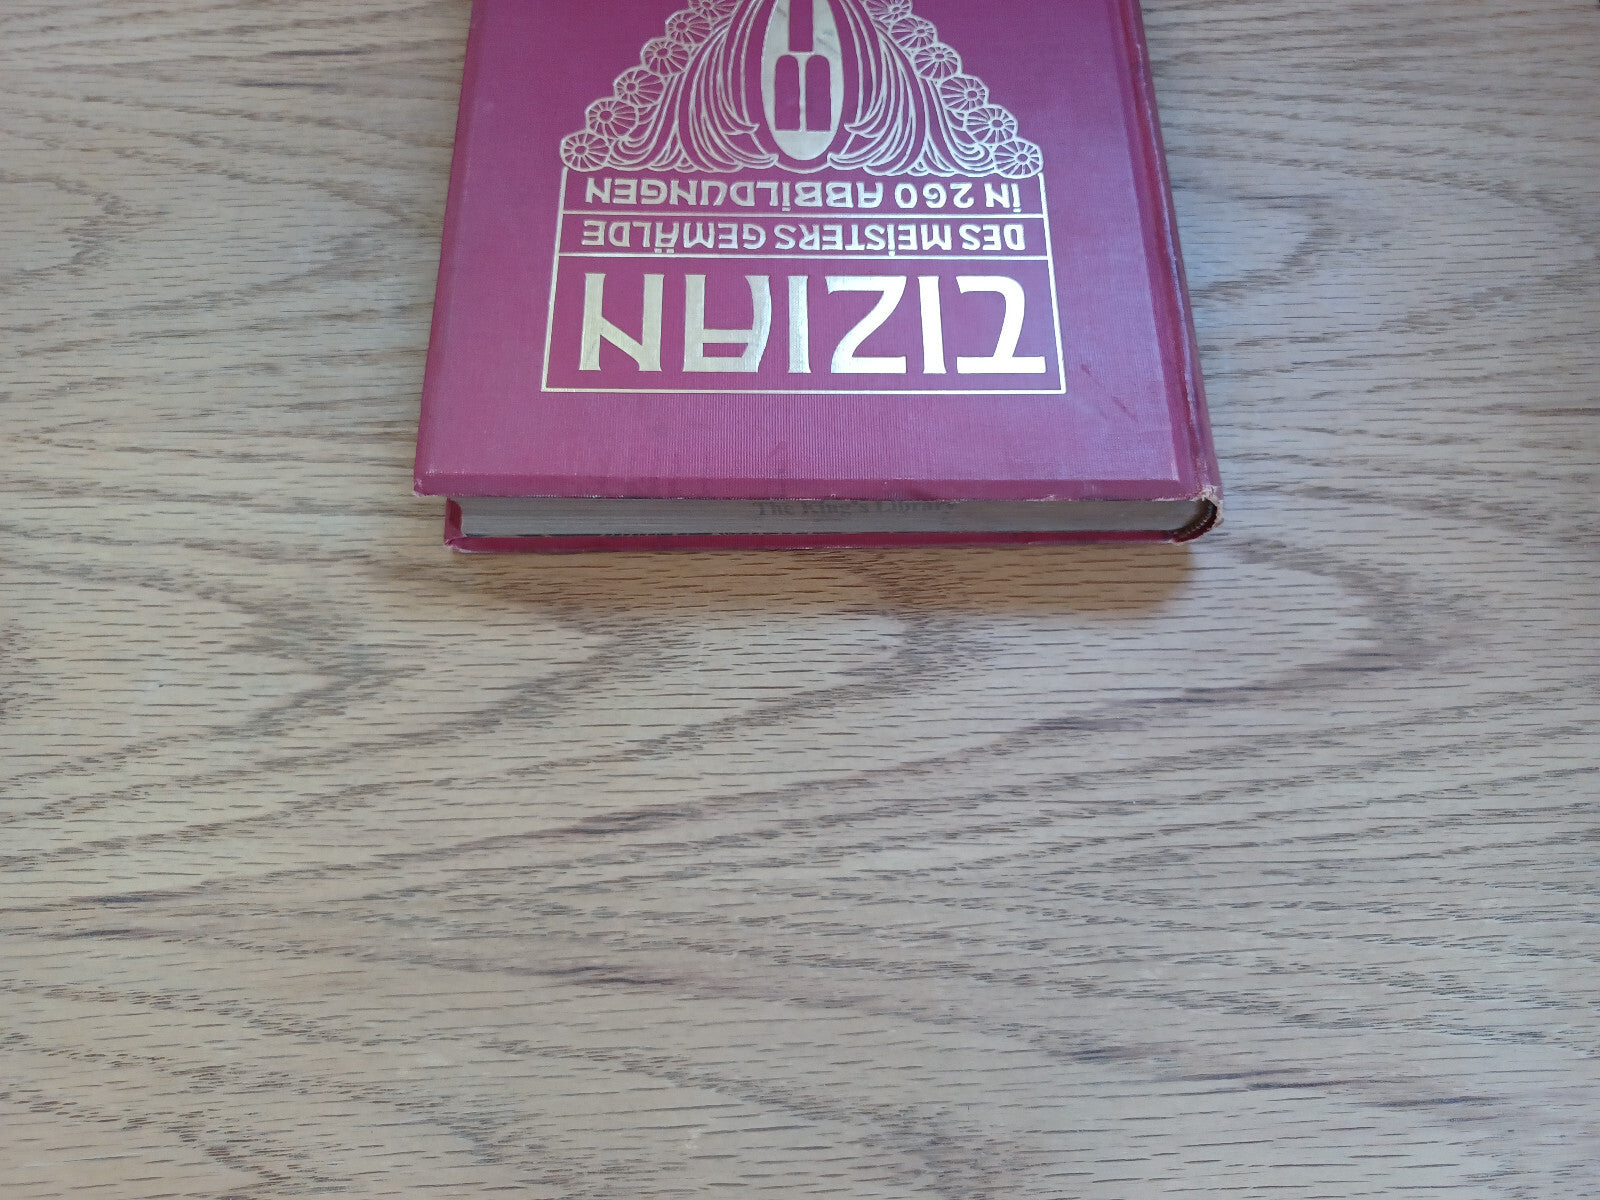 TIZIAN
DES MEISTERS GEMÄLDE
IN 260 ABBILDUNGEN
The King's Library